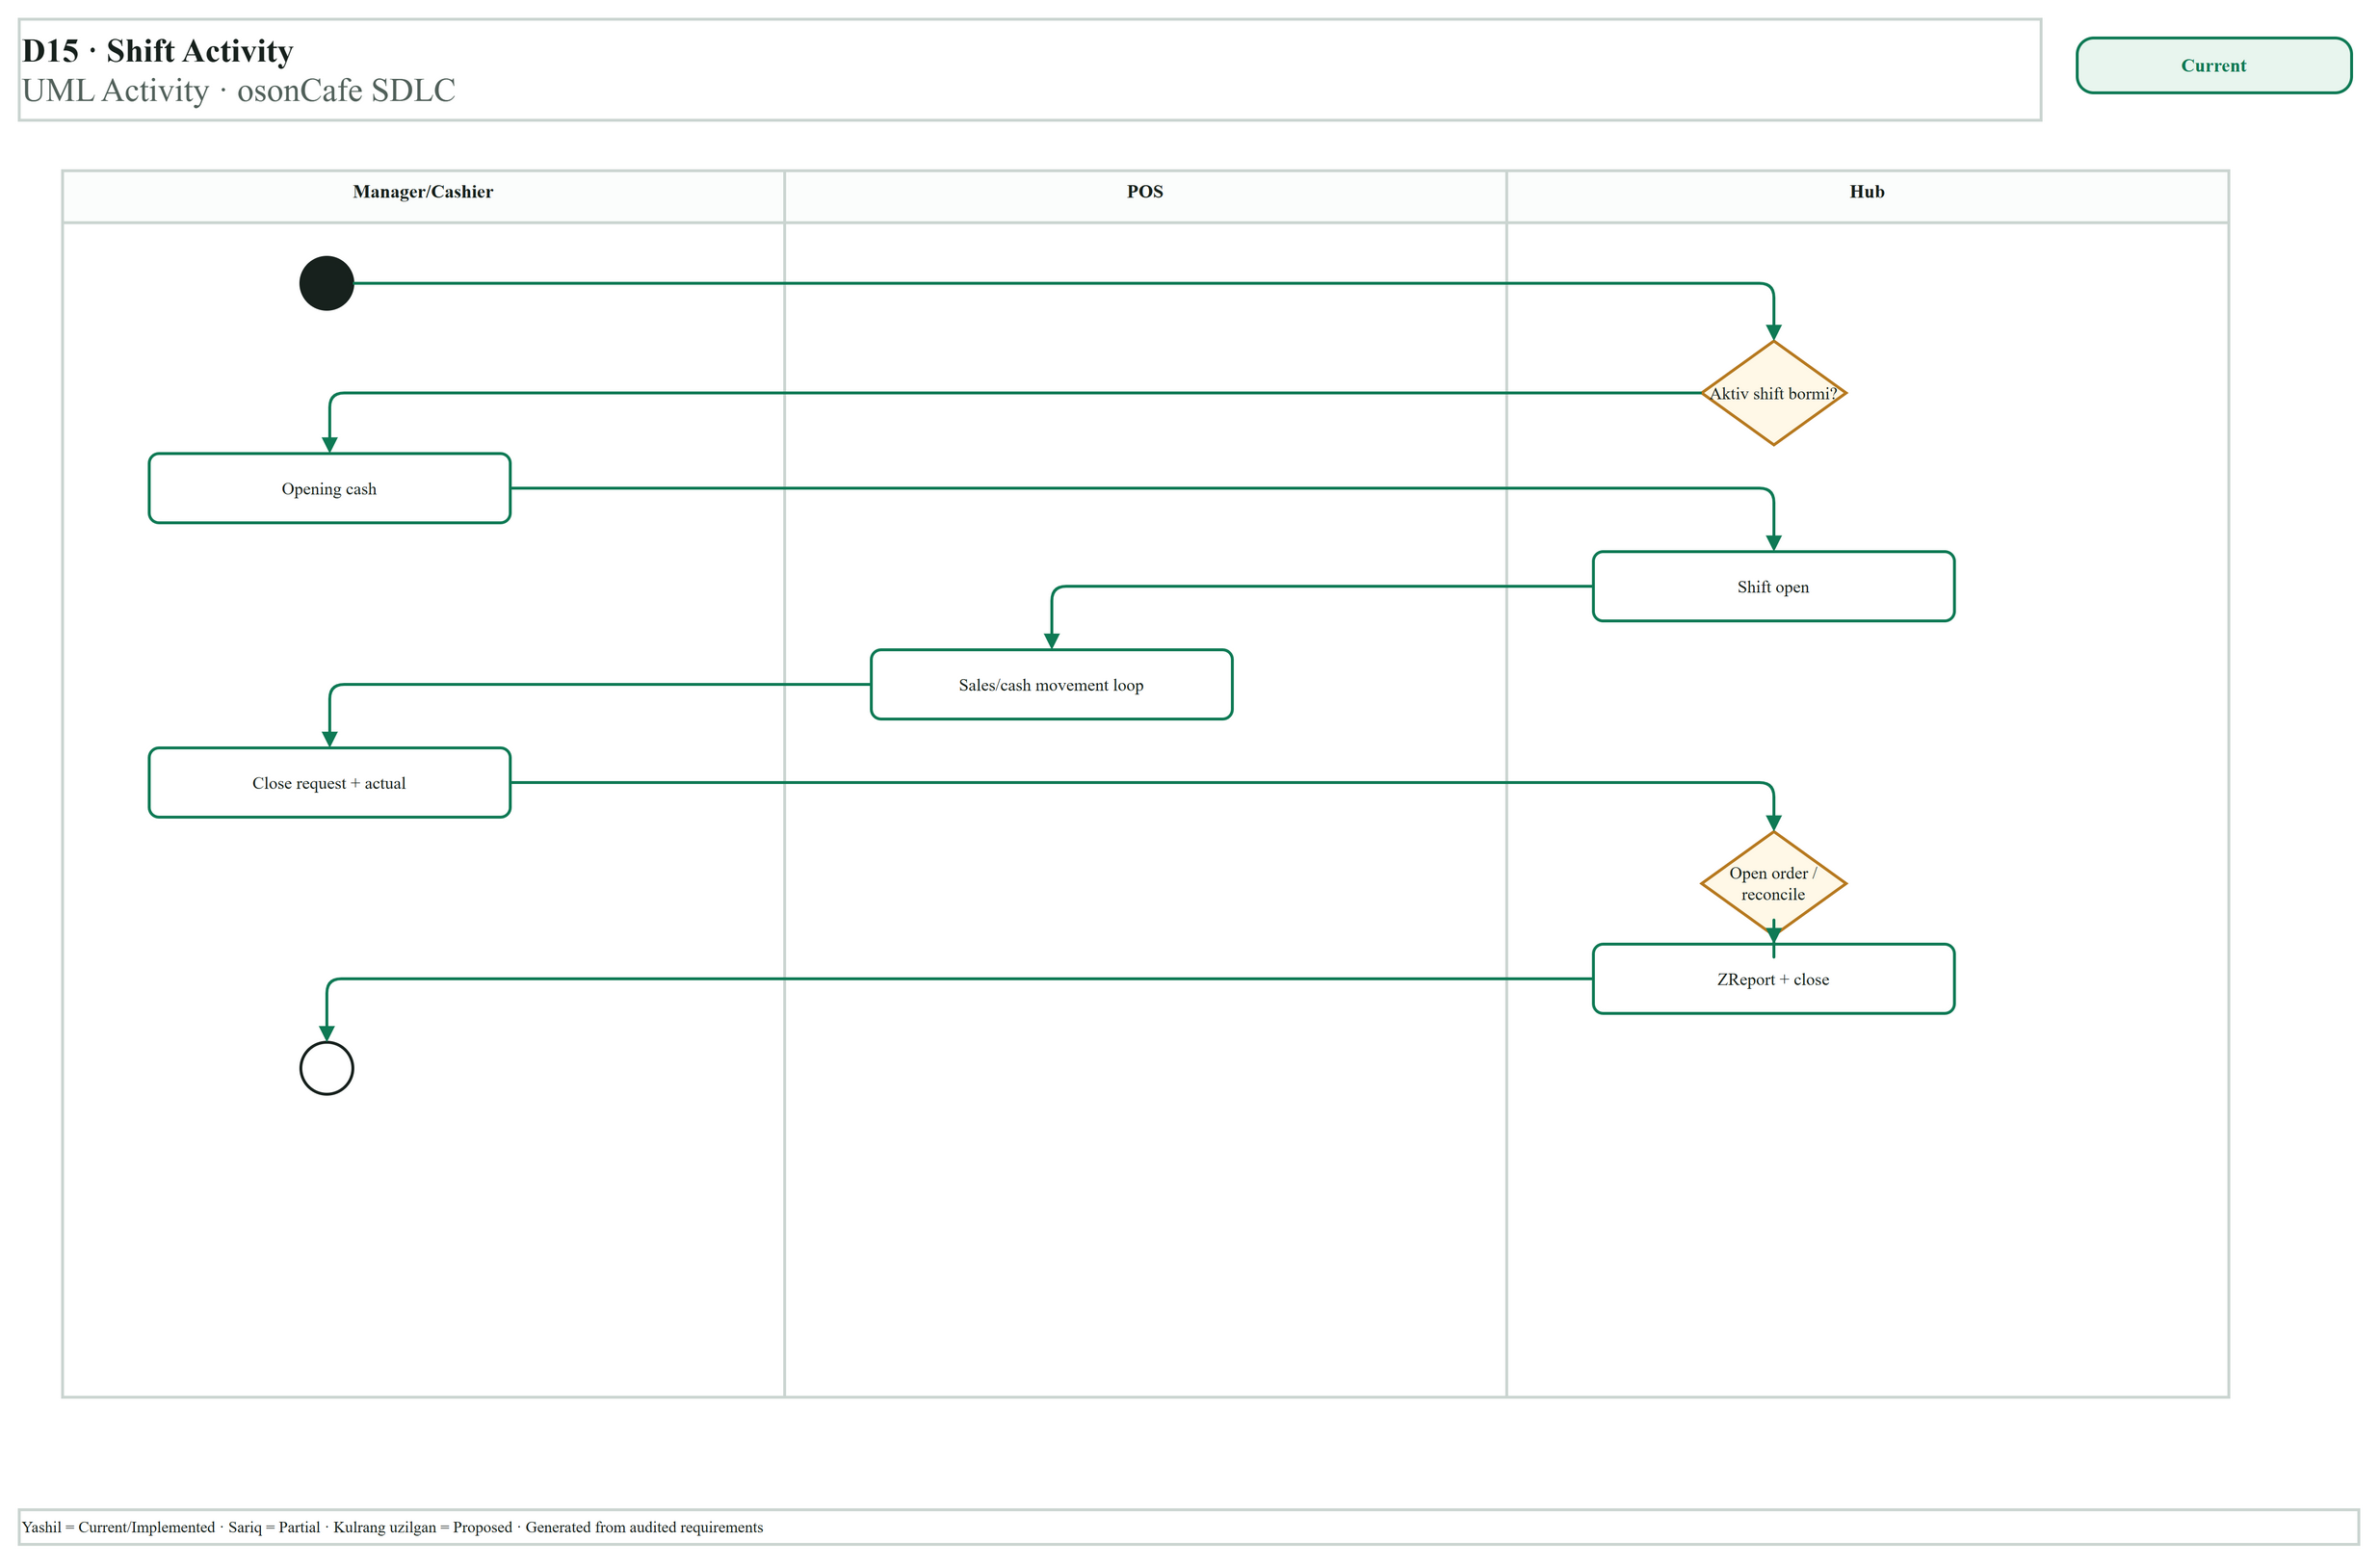 D15 · Shift Activity
UML Activity · osonCafe SDLC
Current
Manager/Cashier
POS
Hub
Aktiv shift bormi?
Opening cash
Shift open
Sales/cash movement loop
Close request + actual
Open order /
reconcile
ZReport + close
Yashil = Current/Implemented · Sariq = Partial · Kulrang uzilgan = Proposed · Generated from audited requirements